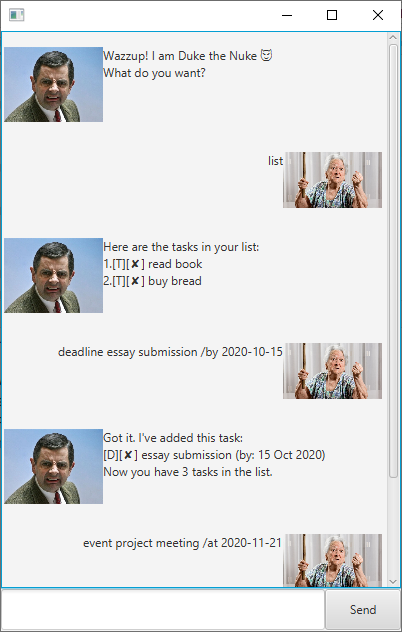 Wazzup! I am Duke the Nuke 😈
What do you want?
list
Here are the tasks in your list:
1.[T][✘] read book
2.[T][✘] buy bread
deadline essay submission /by 2020-10-15
Got it. I've added this task:
[D][✘] essay submission (by: 15 Oct 2020)
Now you have 3 tasks in the list.
event project meeting /at 2020-11-21
Send